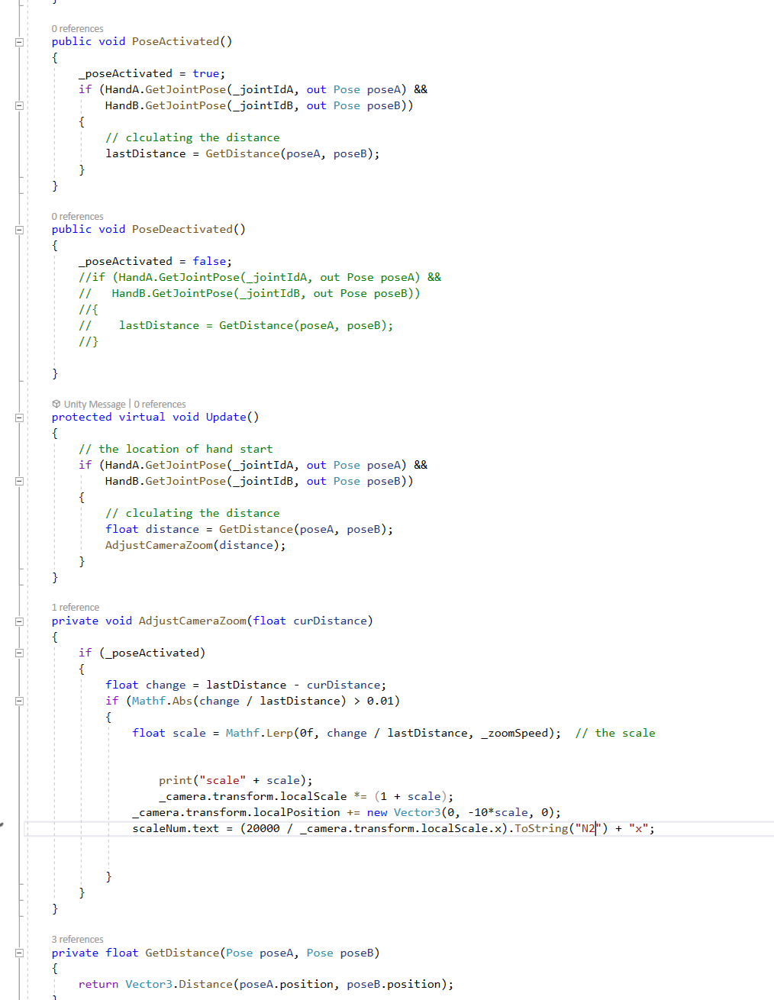 }
0 references
public void PoseActivated()
{
_poseActivated = true;
if (HandA.GetJointPose(_jointIdA, out Pose poseA) &&
HandB.GetJointPose(_jointIdB, out Pose poseB))
{
// clculating the distance
lastDistance = GetDistance(poseA, poseB);
}
}
0 references
public void PoseDeactivated()
{
_poseActivated = false;
//if (HandA.GetJointPose(_jointIdA, out Pose poseA) &&
//   HandB.GetJointPose(_jointIdB, out Pose poseB))
//{
//    lastDistance = GetDistance(poseA, poseB);
//}
}
Unity Message | 0 references
protected virtual void Update()
{
// the location of hand start
if (HandA.GetJointPose(_jointIdA, out Pose poseA) &&
HandB.GetJointPose(_jointIdB, out Pose poseB))
{
// clculating the distance
float distance = GetDistance(poseA, poseB);
AdjustCameraZoom(distance);
}
}
1 reference
private void AdjustCameraZoom(float curDistance)
{
if (_poseActivated)
{
float change = lastDistance - curDistance;
if (Mathf.Abs(change / lastDistance) > 0.01)
{
float scale = Mathf.Lerp(0f, change / lastDistance, _zoomSpeed);  // the scale
print("scale" + scale);
_camera.transform.localScale *= (1 + scale);
_camera.transform.localPosition += new Vector3(0, -10*scale, 0);
scaleNum.text = (20000 / _camera.transform.localScale.x).ToString("N2") + "x";
}
}
}
3 references
private float GetDistance(Pose poseA, Pose poseB)
{
return Vector3.Distance(poseA.position, poseB.position);
}